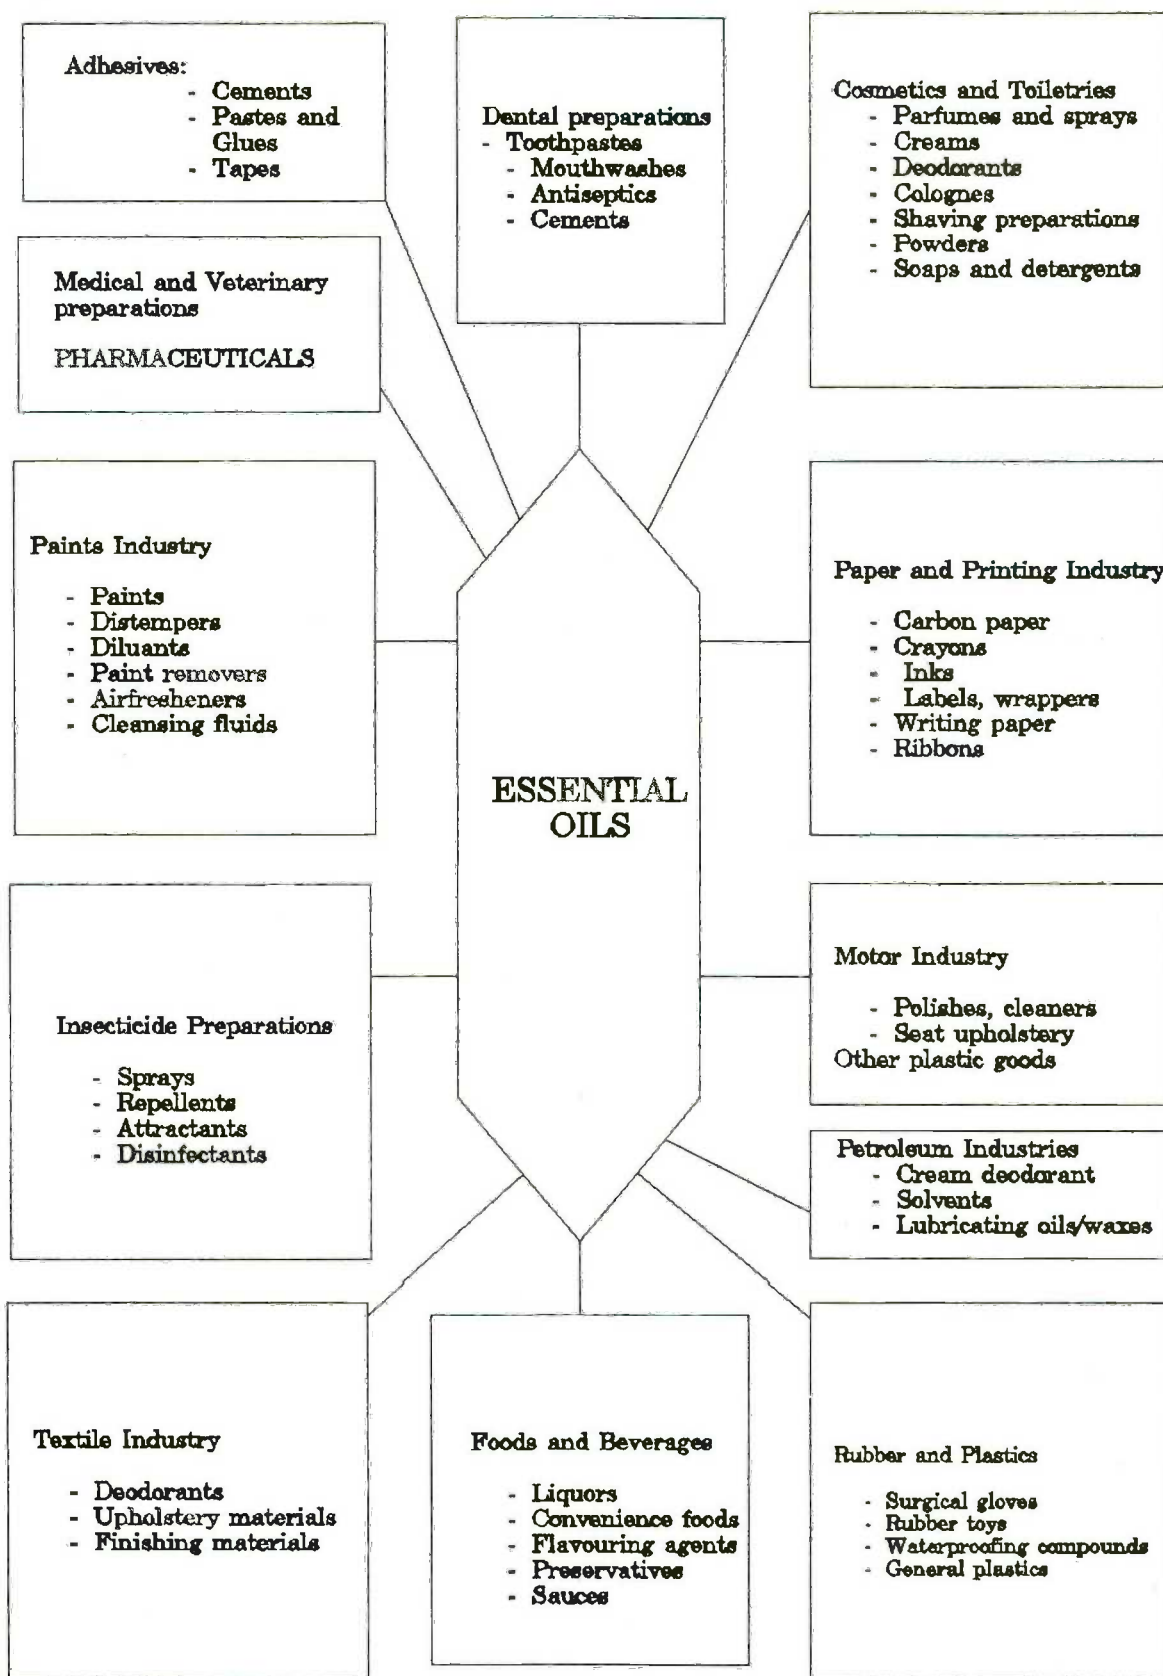 Adhesives:
- Cements
- Pastes and
Glues
- Tapes
Dental preparations
- Toothpastes
- Mouthwashes
- Antiseptics
- Cements
Cosmetics and Toiletries
- Parfumes and sprays
- Creams
- Deodorants
- Colognes
- Shaving preparations
- Powders
- Soaps and detergents
Medical and Veterinary
preparations
PHARMACEUTICALS
Paints Industry
- Paints
- Distempers
- Diluants
- Paint removers
- Airfresheners
- Cleansing fluids
Paper and Printing Industry
- Carbon paper
- Crayons
- Inks
- Labels, wrappers
- Writing paper
- Ribbons
ESSENTIAL
OILS
Insecticide Preparations
- Sprays
- Repellents
- Attractants
- Disinfectants
Motor Industry
- Polishes, cleaners
- Seat upholstery
Other plastic goods
Petroleum Industries
- Cream deodorant
- Solvents
- Lubricating oils/waxes
Textile Industry
- Deodorants
- Upholstery materials
- Finishing materials
Foods and Beverages
- Liquors
- Convenience foods
- Flavouring agents
- Preservatives
- Sauces
Rubber and Plastics
- Surgical gloves
- Rubber toys
- Waterproofing compounds
- General plastics